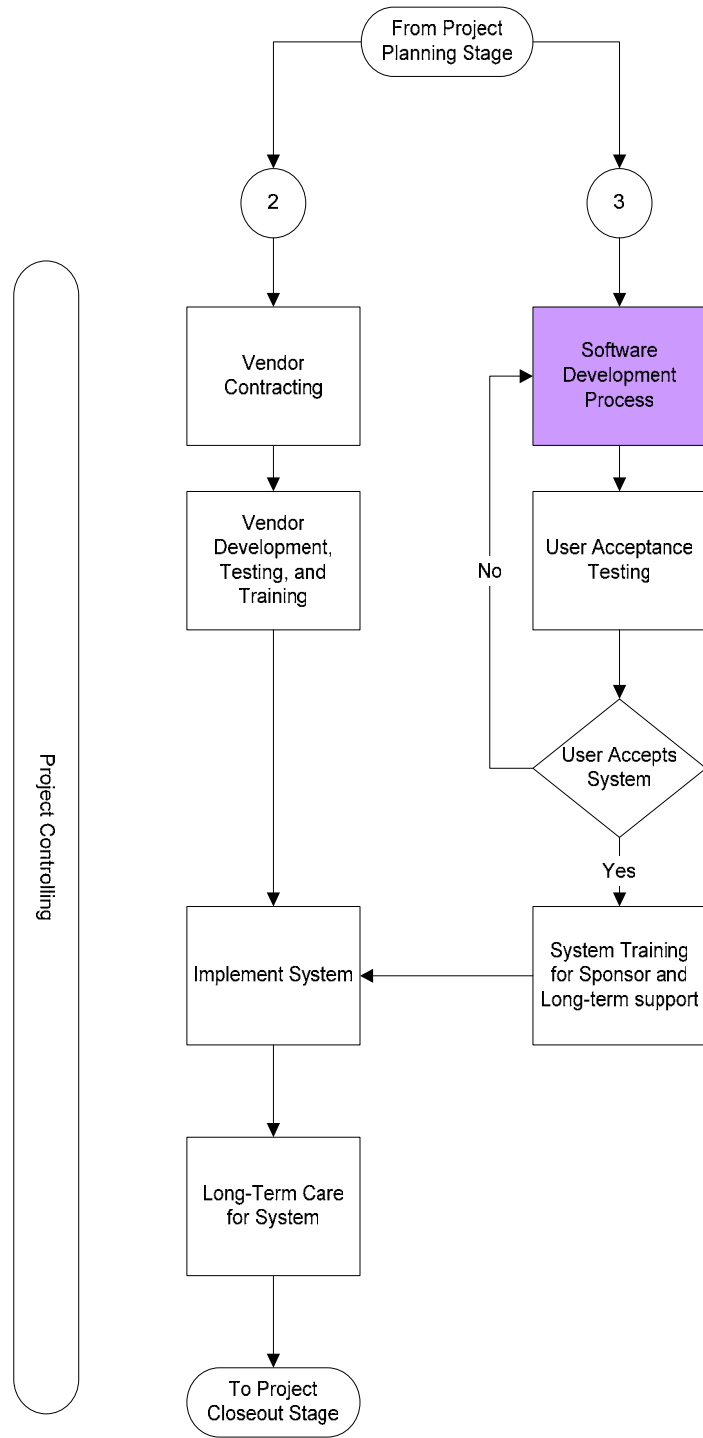 From Project
Planning Stage
2
3
Vendor
Contracting
Software
Development
Process
Vendor
Development,
Testing, and
Training
User Acceptance
Testing
No
User Accepts
System
Yes
Project Controlling
Implement System
System Training
for Sponsor and
Long-term support
Long-Term Care
for System
To Project
Closeout Stage